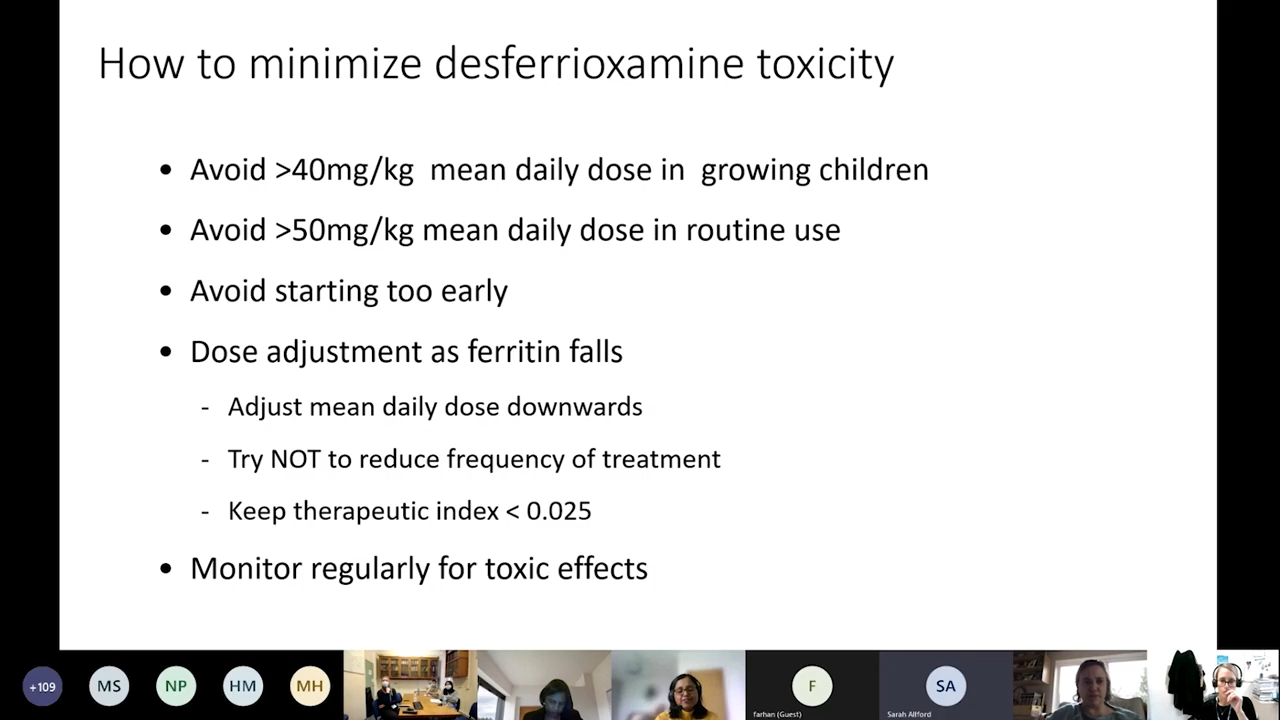 How to minimize desferrioxamine toxicity
• Avoid >40mg/kg mean daily dose in growing children
• Avoid >50mg/kg mean daily dose in routine use
• Avoid starting too early
• Dose adjustment as ferritin falls
- Adjust mean daily dose downwards
- Try NOT to reduce frequency of treatment
- Keep therapeutic index < 0.025
• Monitor regularly for toxic effects
+109 MS NP HM MH F SA
farhan (Guest) Sarah Allford